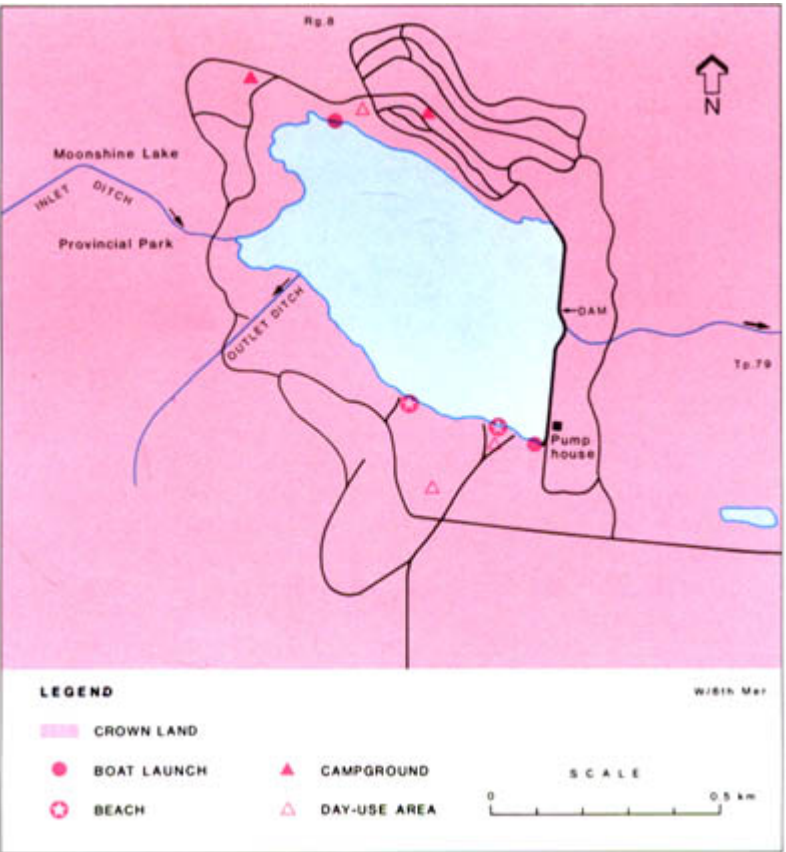 Rg.8
N
Moonshine Lake
INLET DITCH
Provincial Park
OUTLET DITCH
DAM
Tp.79
Pump
house
LEGEND
W/6th Mer
CROWN LAND
BOAT LAUNCH
CAMPGROUND
SCALE
0
0.5 km
BEACH
DAY-USE AREA